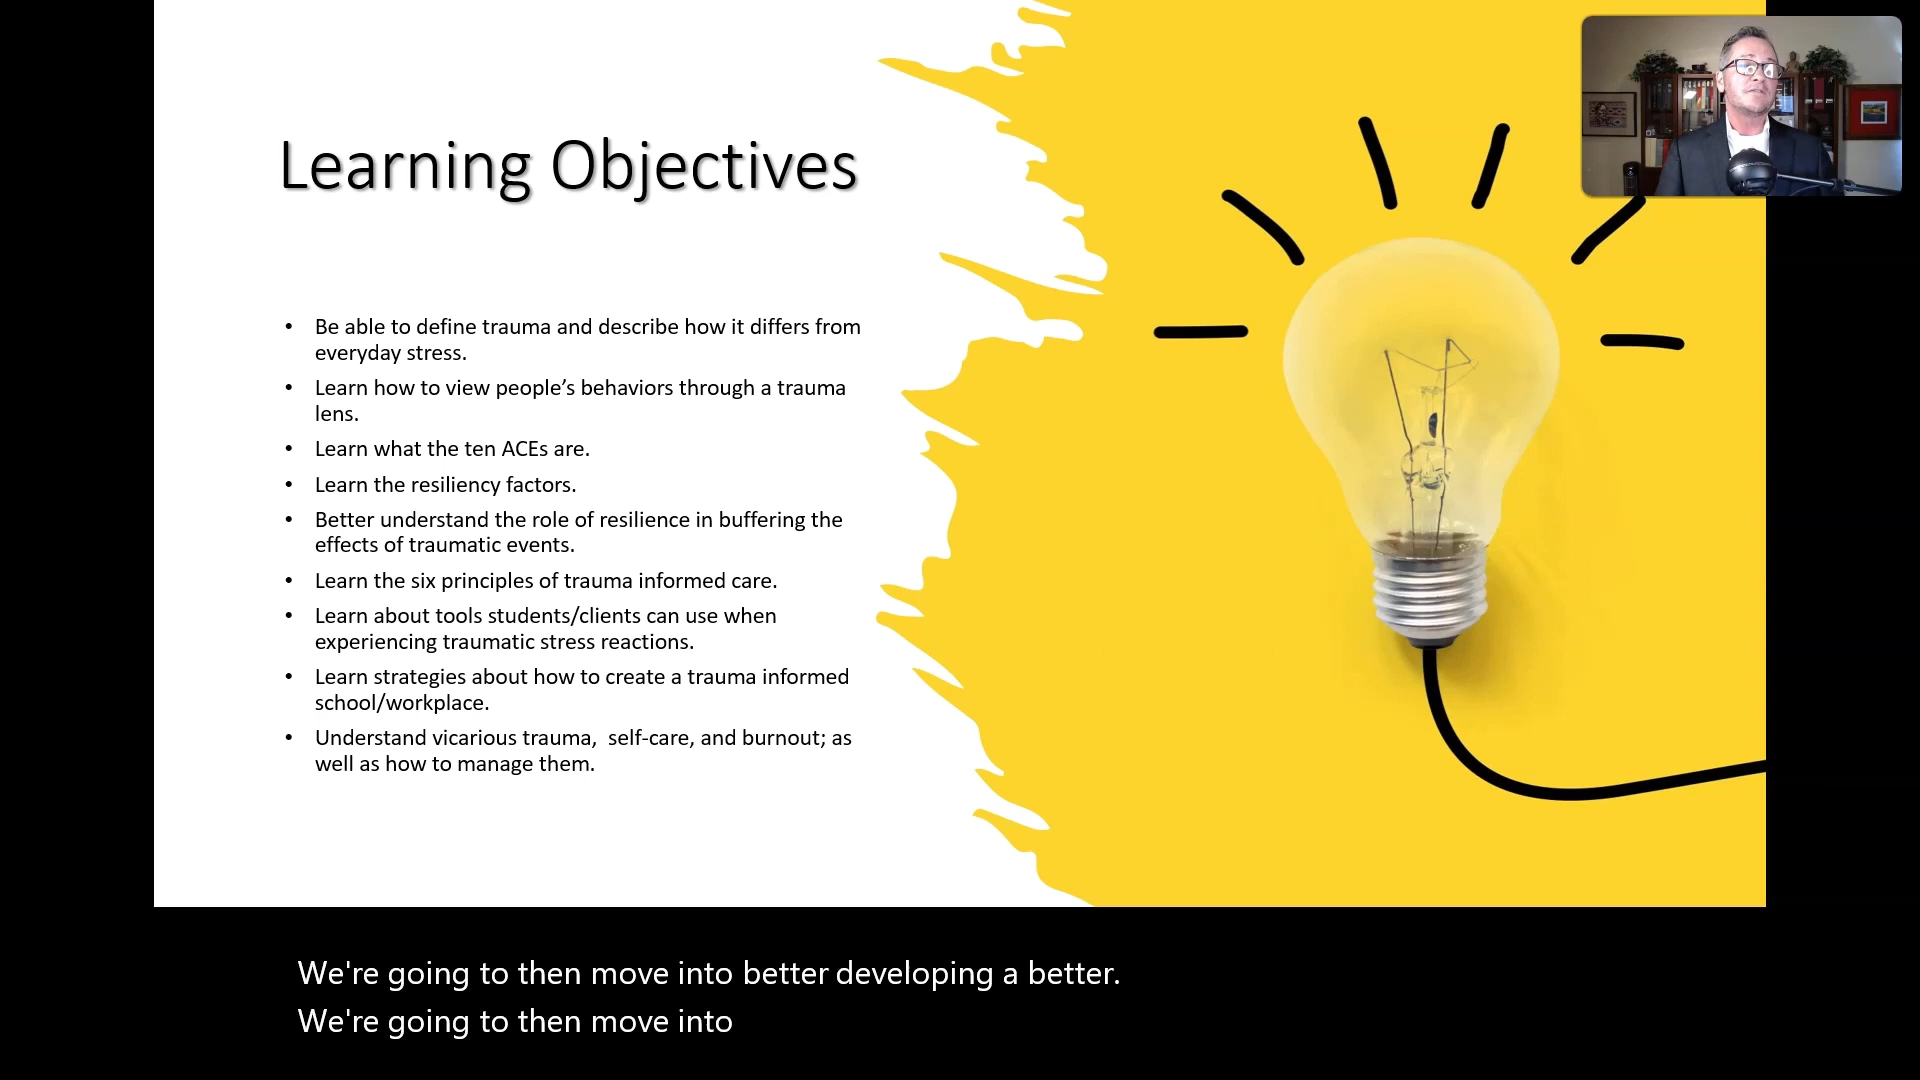 Learning Objectives
• Be able to define trauma and describe how it differs from
everyday stress.
• Learn how to view people’s behaviors through a trauma
lens.
• Learn what the ten ACEs are.
• Learn the resiliency factors.
• Better understand the role of resilience in buffering the
effects of traumatic events.
• Learn the six principles of trauma informed care.
• Learn about tools students/clients can use when
experiencing traumatic stress reactions.
• Learn strategies about how to create a trauma informed
school/workplace.
• Understand vicarious trauma,  self-care, and burnout; as
well as how to manage them.
We're going to then move into better developing a better.
We're going to then move into